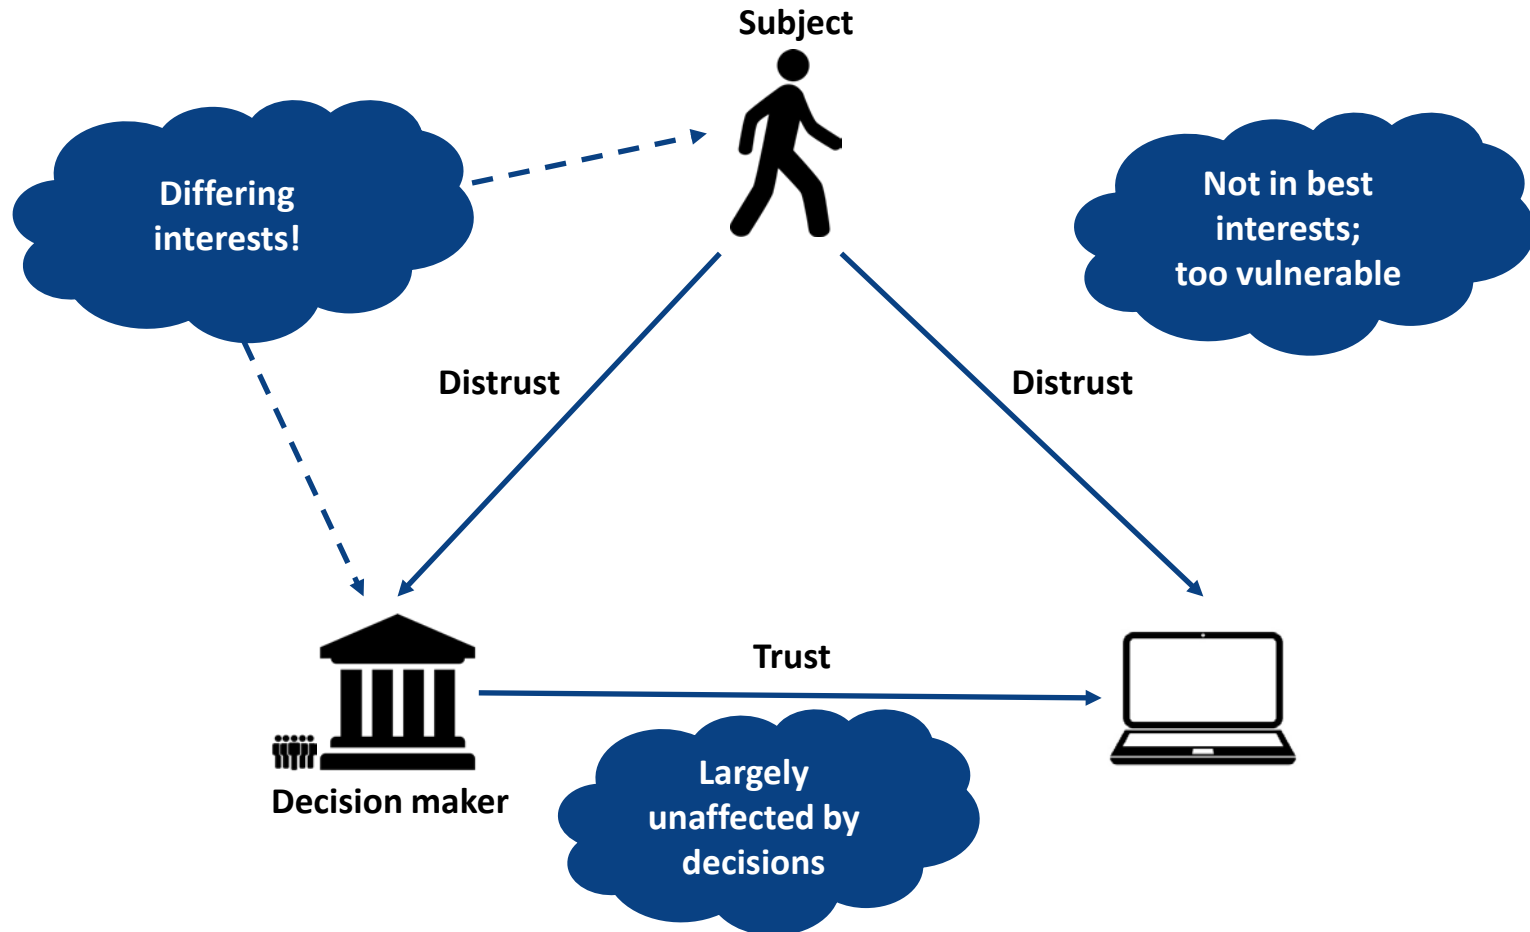 Subject
Differing
interests!
Not in best
interests;
too vulnerable
Distrust
Distrust
Trust
Decision maker
Largely
unaffected by
decisions